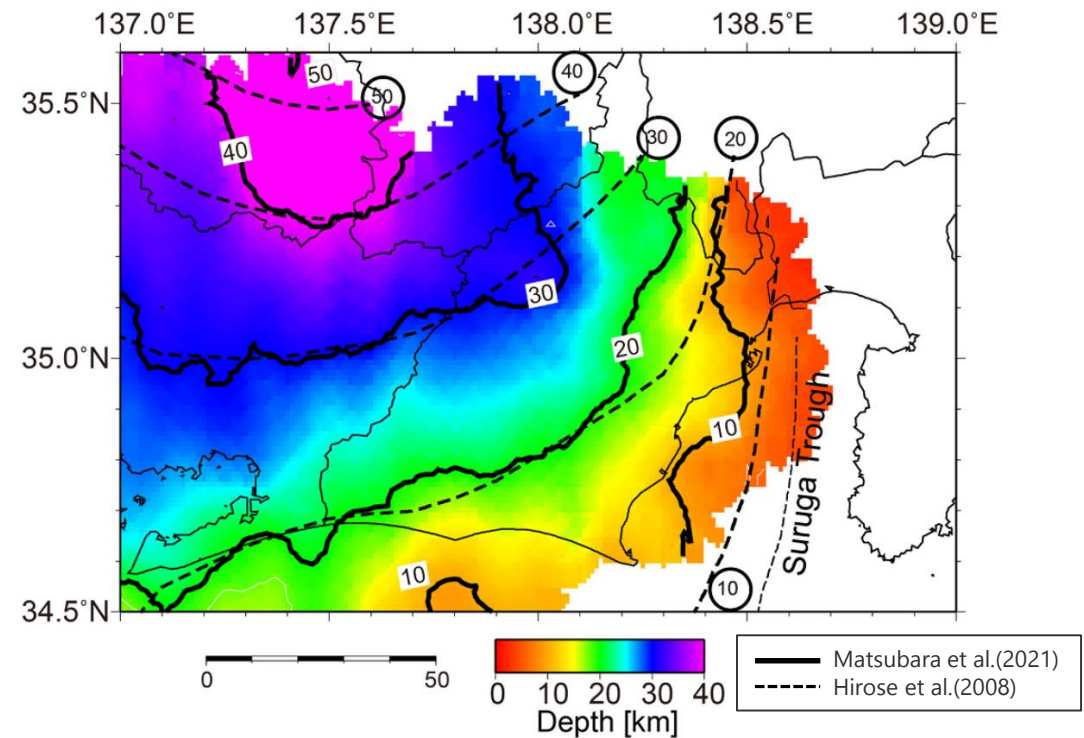 137.0°E 137.5°E 138.0°E 138.5°E 139.0°E
50
40
50
30
20
35.5°N
40
30
20
35.0°N
10
Suruga Trough
10
10
34.5°N
0 50
0 10 20 30 40
Depth [km]
Matsubara et al.(2021)
Hirose et al.(2008)